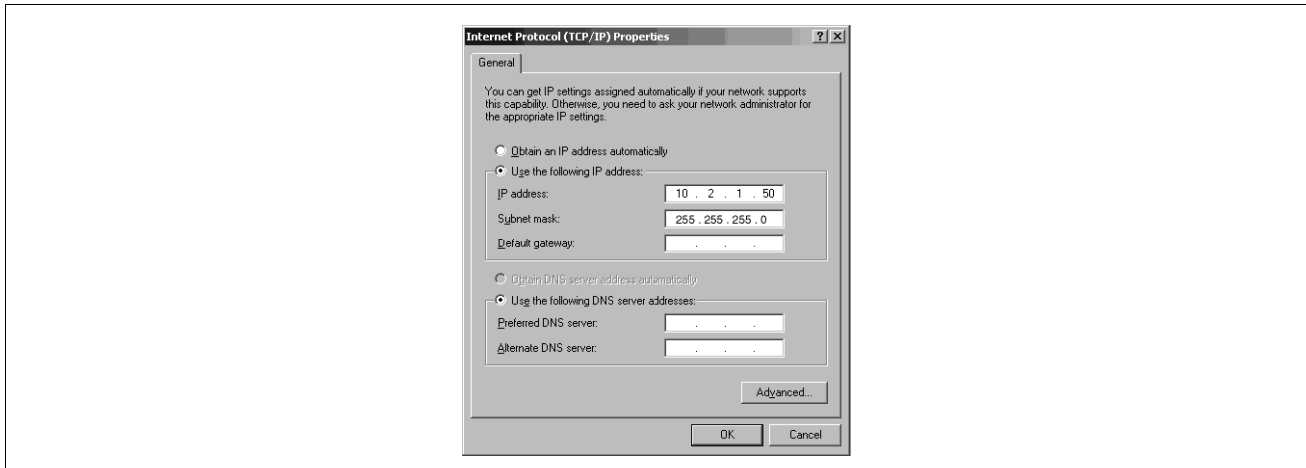 Internet Protocol (TCP/IP) Properties
General
You can get IP settings assigned automatically if your network supports
this capability. Otherwise, you need to ask your network administrator for
the appropriate IP settings.
Obtain an IP address automatically
Use the following IP address:
IP address: 10 . 2 . 1 . 50
Subnet mask: 255 . 255 . 255 . 0
Default gateway: . . .
Obtain DNS server address automatically
Use the following DNS server addresses:
Preferred DNS server: . . .
Alternate DNS server: . . .
Advanced...
OK Cancel